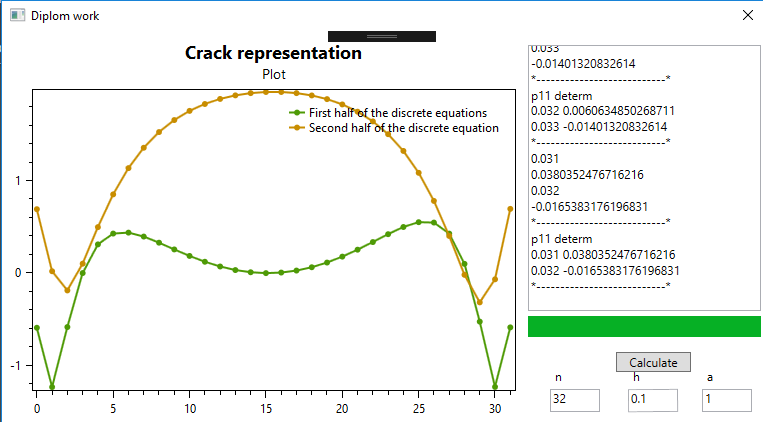 Diplom work
Crack representation
Plot
First half of the discrete equations
Second half of the discrete equation
1
0
-1
0
5
10
15
20
25
30
0.033
-0.01401320832614
*---------------------------*
p11 determ
0.032 0.0060634850268711
0.033 -0.01401320832614
*---------------------------*
0.031
0.0380352476716216
0.032
-0.0165383176196831
*---------------------------*
p11 determ
0.031 0.0380352476716216
0.032 -0.0165383176196831
*---------------------------*
Calculate
n h a
32 0.1 1